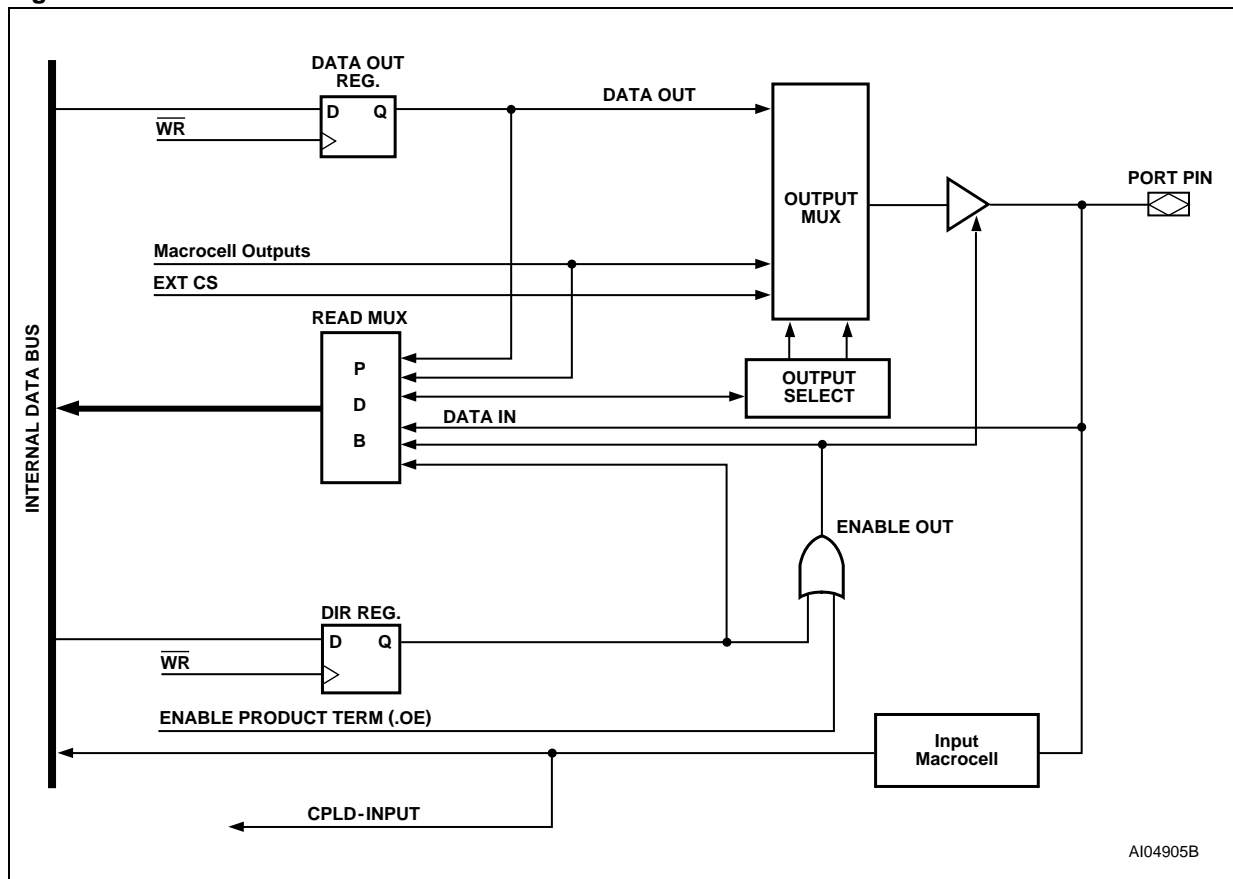 DATA OUT
REG.
D Q
WR
DATA OUT
OUTPUT
MUX
PORT PIN
Macrocell Outputs
EXT CS
READ MUX
P
D
B
OUTPUT
SELECT
DATA IN
INTERNAL DATA BUS
ENABLE OUT
DIR REG.
D Q
WR
ENABLE PRODUCT TERM (.OE)
Input
Macrocell
CPLD-INPUT
AI04905B